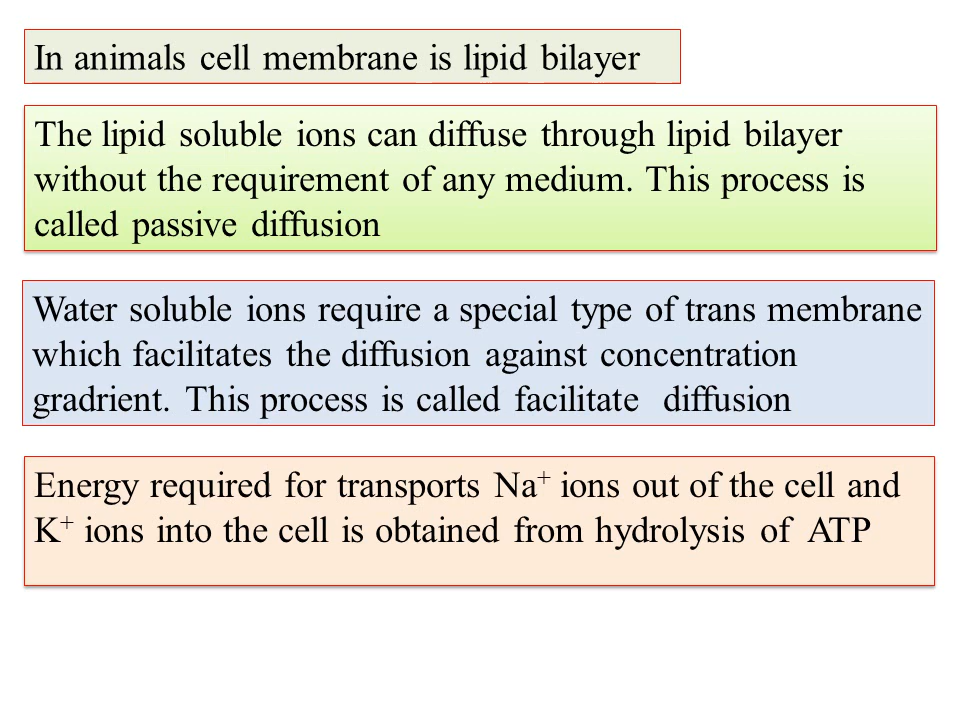 In animals cell membrane is lipid bilayer
The lipid soluble ions can diffuse through lipid bilayer
without the requirement of any medium. This process is
called passive diffusion
Water soluble ions require a special type of trans membrane
which facilitates the diffusion against concentration
gradrient. This process is called facilitate  diffusion
Energy required for transports Na⁺ ions out of the cell and
K⁺ ions into the cell is obtained from hydrolysis of  ATP